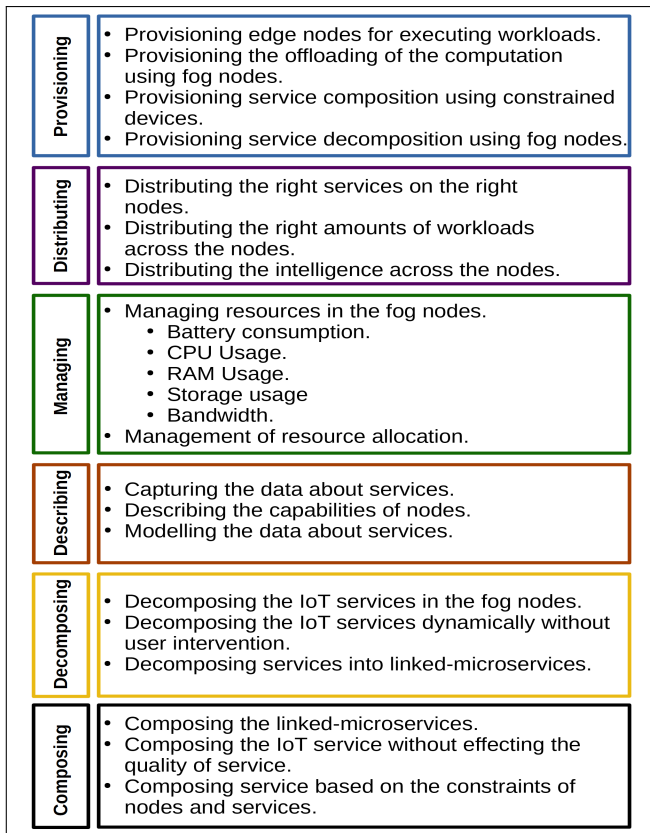 Provisioning
• Provisioning edge nodes for executing workloads.
• Provisioning the offloading of the computation
using fog nodes.
• Provisioning service composition using constrained
devices.
• Provisioning service decomposition using fog nodes.
Distributing
• Distributing the right services on the right
nodes.
• Distributing the right amounts of workloads
across the nodes.
• Distributing the intelligence across the nodes.
Managing
• Managing resources in the fog nodes.
• Battery consumption.
• CPU Usage.
• RAM Usage.
• Storage usage
• Bandwidth.
• Management of resource allocation.
Describing
• Capturing the data about services.
• Describing the capabilities of nodes.
• Modelling the data about services.
Decomposing
• Decomposing the IoT services in the fog nodes.
• Decomposing the IoT services dynamically without
user intervention.
• Decomposing services into linked-microservices.
Composing
• Composing the linked-microservices.
• Composing the IoT service without effecting the
quality of service.
• Composing service based on the constraints of
nodes and services.